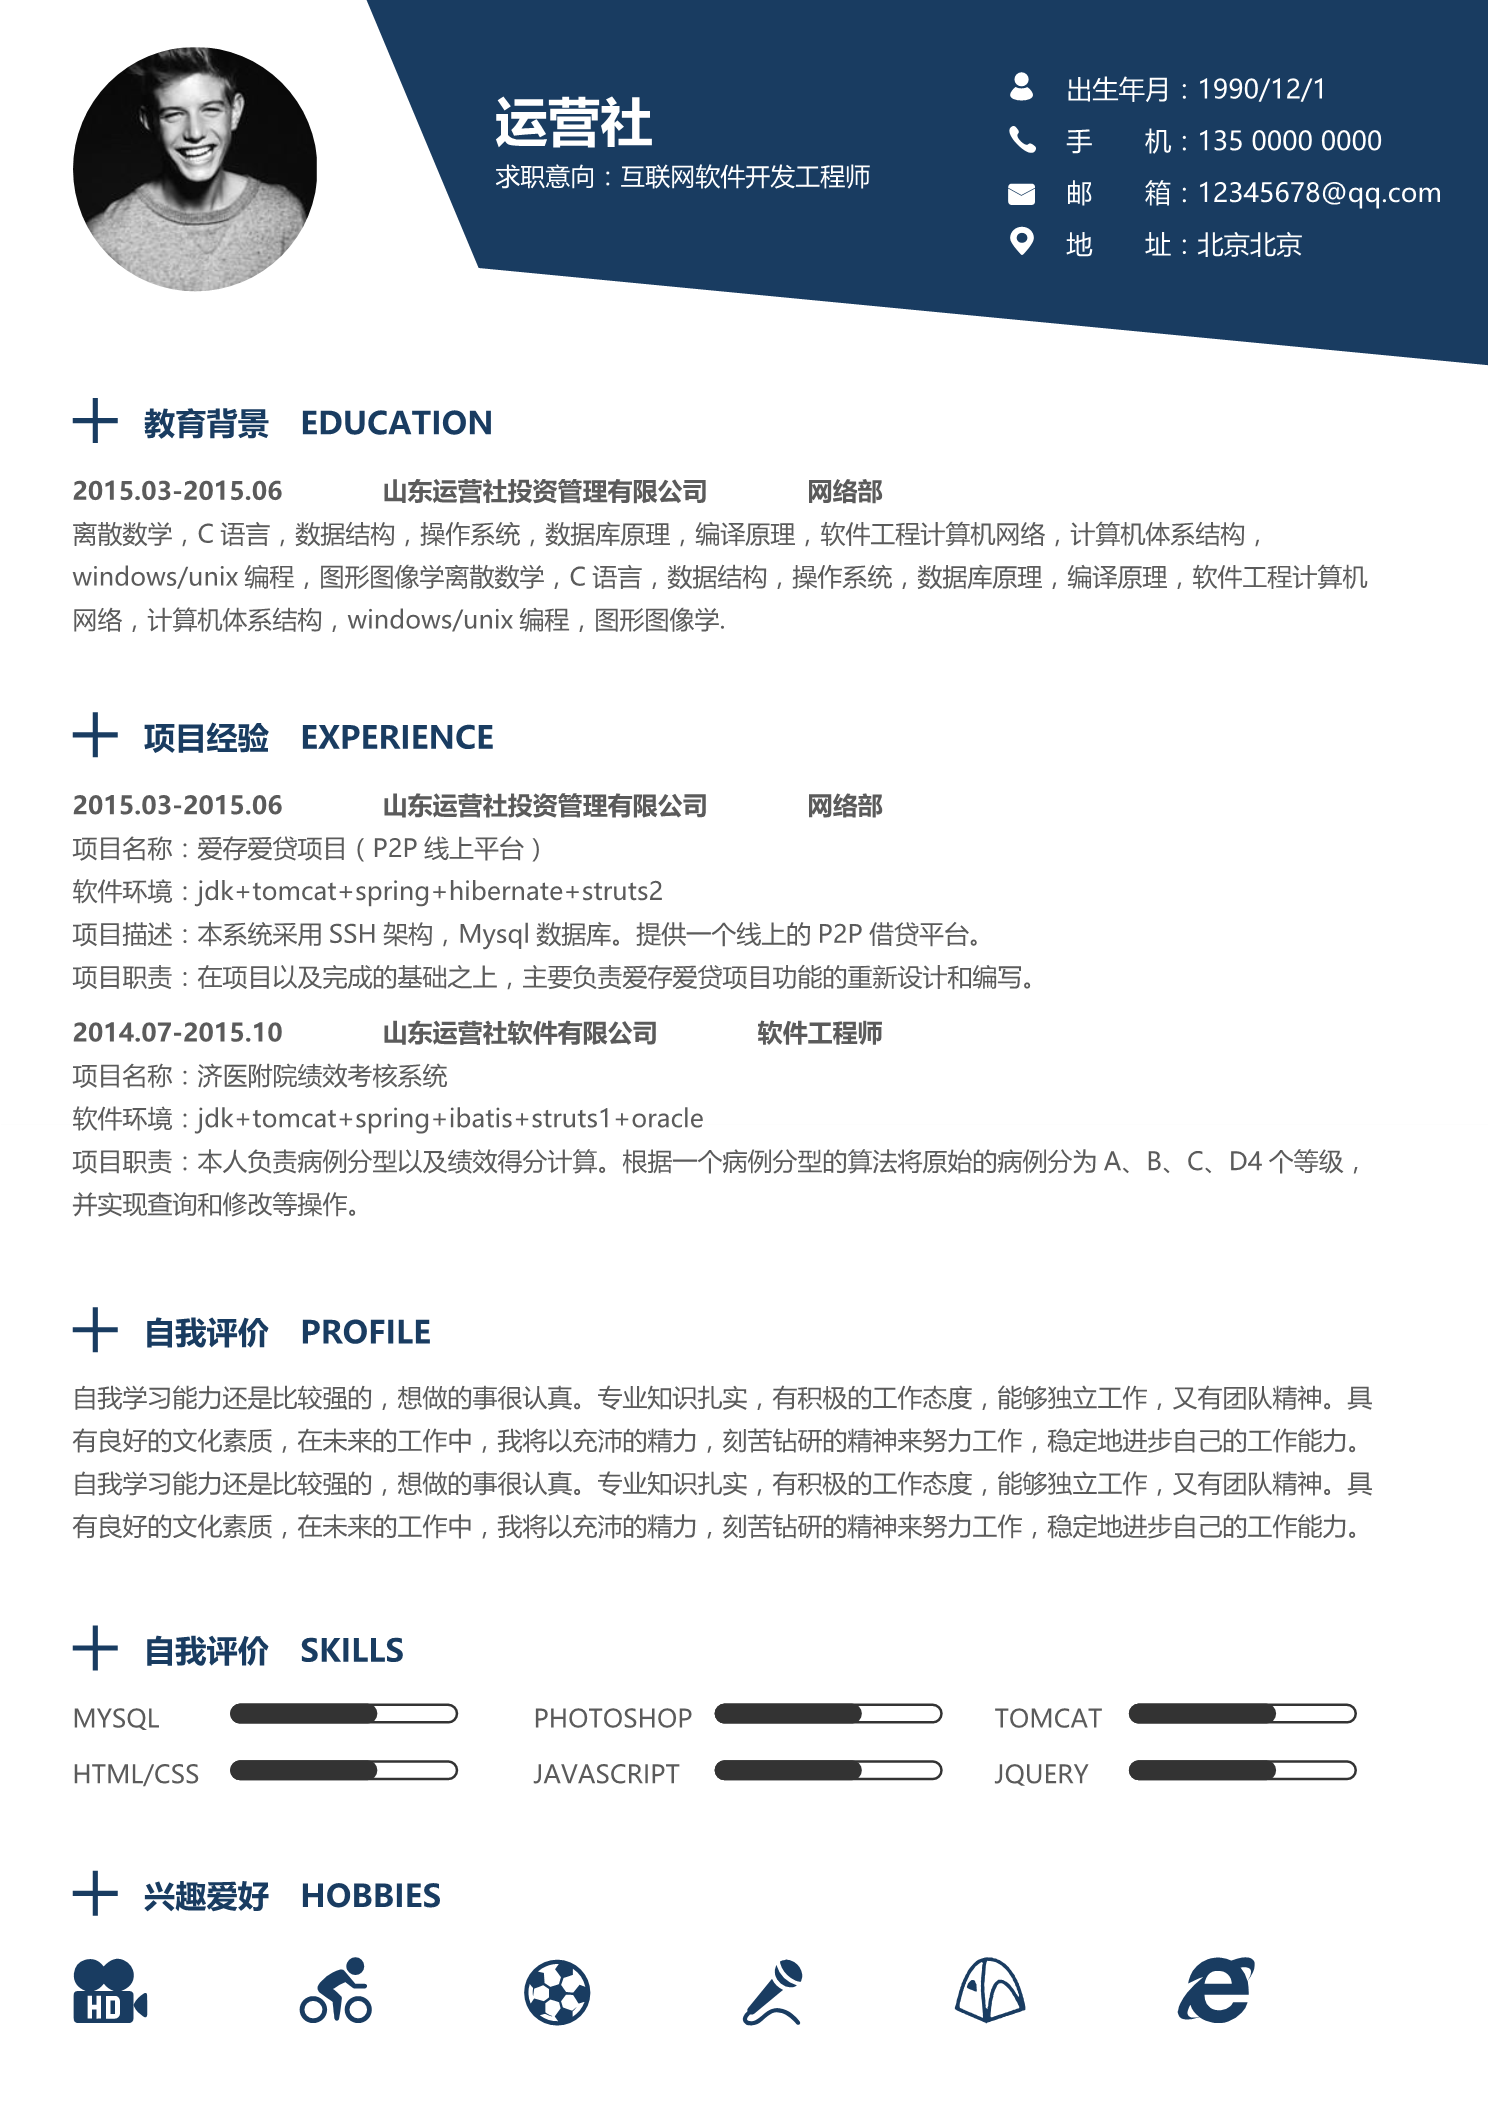 运营社
求职意向：互联网软件开发工程师
出生年月：1990/12/1
手　　机：135 0000 0000
邮　　箱：12345678@qq.com
地　　址：北京北京
教育背景 EDUCATION
2015.03-2015.06 山东运营社投资管理有限公司 网络部
离散数学，C 语言，数据结构，操作系统，数据库原理，编译原理，软件工程计算机网络，计算机体系结构，
windows/unix 编程，图形图像学离散数学，C 语言，数据结构，操作系统，数据库原理，编译原理，软件工程计算机
网络，计算机体系结构，windows/unix 编程，图形图像学.
项目经验 EXPERIENCE
2015.03-2015.06 山东运营社投资管理有限公司 网络部
项目名称：爱存爱贷项目（P2P 线上平台）
软件环境：jdk+tomcat+spring+hibernate+struts2
项目描述：本系统采用 SSH 架构，Mysql 数据库。提供一个线上的 P2P 借贷平台。
项目职责：在项目以及完成的基础之上，主要负责爱存爱贷项目功能的重新设计和编写。
2014.07-2015.10 山东运营社软件有限公司 软件工程师
项目名称：济医附院绩效考核系统
软件环境：jdk+tomcat+spring+ibatis+struts1+oracle
项目职责：本人负责病例分型以及绩效得分计算。根据一个病例分型的算法将原始的病例分为 A、B、C、D4 个等级，
并实现查询和修改等操作。
自我评价 PROFILE
自我学习能力还是比较强的，想做的事很认真。专业知识扎实，有积极的工作态度，能够独立工作，又有团队精神。具
有良好的文化素质，在未来的工作中，我将以充沛的精力，刻苦钻研的精神来努力工作，稳定地进步自己的工作能力。
自我学习能力还是比较强的，想做的事很认真。专业知识扎实，有积极的工作态度，能够独立工作，又有团队精神。具
有良好的文化素质，在未来的工作中，我将以充沛的精力，刻苦钻研的精神来努力工作，稳定地进步自己的工作能力。
自我评价 SKILLS
MYSQL PHOTOSHOP TOMCAT
HTML/CSS JAVASCRIPT JQUERY
兴趣爱好 HOBBIES
HD